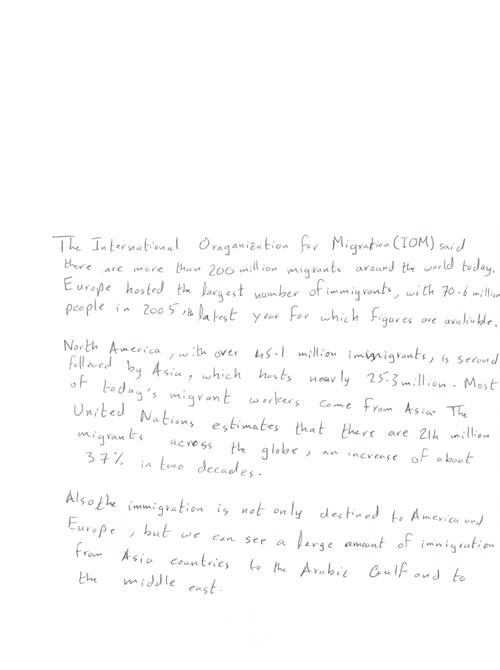 The International Oraganization for Migration (IOM) said
there are more than 200 million migrants around the world today.
Europe hosted the largest number of immigrants, with 70.6 million
people in 2005, the latest year for which figures are avaliable.
North America, with over 45.1 million immigrants, is second
followed by Asia, which hosts nearly 25.3 million. Most
of today's migrant workers come from Asia. The
United Nations estimates that there are 214 million
migrants across the globe, an increase of about
37% in two decades.
Also the immigration is not only destined to America and
Europe, but we can see a large amount of immigration
from Asia countries to the Arabic Gulf and to
the middle east.